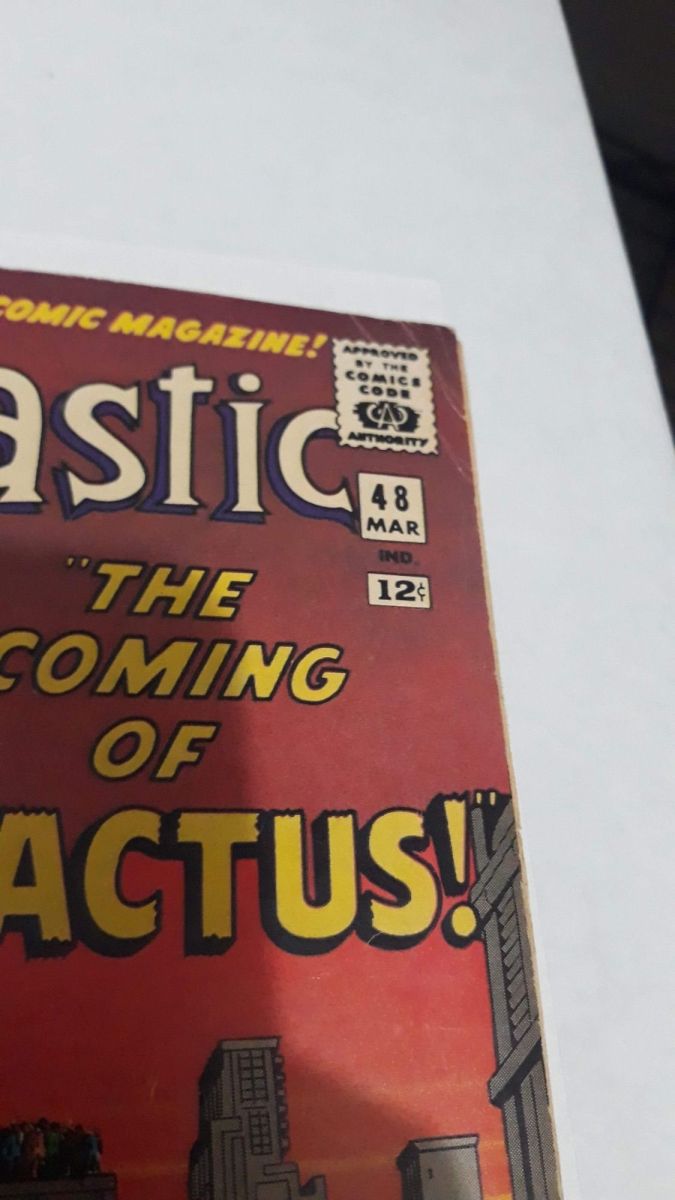 COMIC MAGAZINE!
astic
APPROVED
BY THE
COMICS
CODE
CA
AUTHORITY
48
MAR
IND.
12¢
"THE
COMING
OF
ACTUS!"